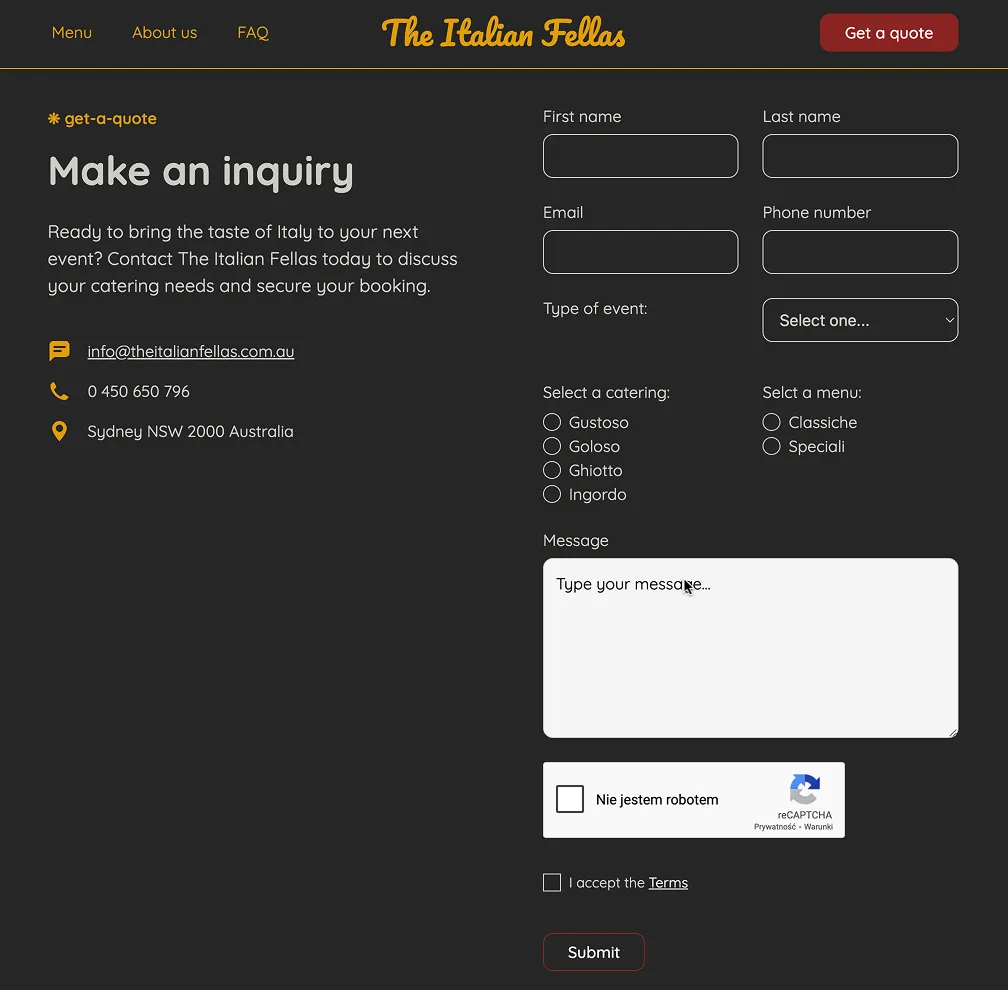 Menu
About us
FAQ
The Italian Fellas
Get a quote
get-a-quote
Make an inquiry
Ready to bring the taste of Italy to your next
event? Contact The Italian Fellas today to discuss
your catering needs and secure your booking.
info@theitalianfellas.com.au
0 450 650 796
Sydney NSW 2000 Australia
First name
Last name
Email
Phone number
Type of event:
Select one...
Select a catering:
Gustoso
Goloso
Ghiotto
Ingordo
Selct a menu:
Classiche
Speciali
Message
Type your message...
Nie jestem robotem
reCAPTCHA
Prywatność - Warunki
I accept the Terms
Submit